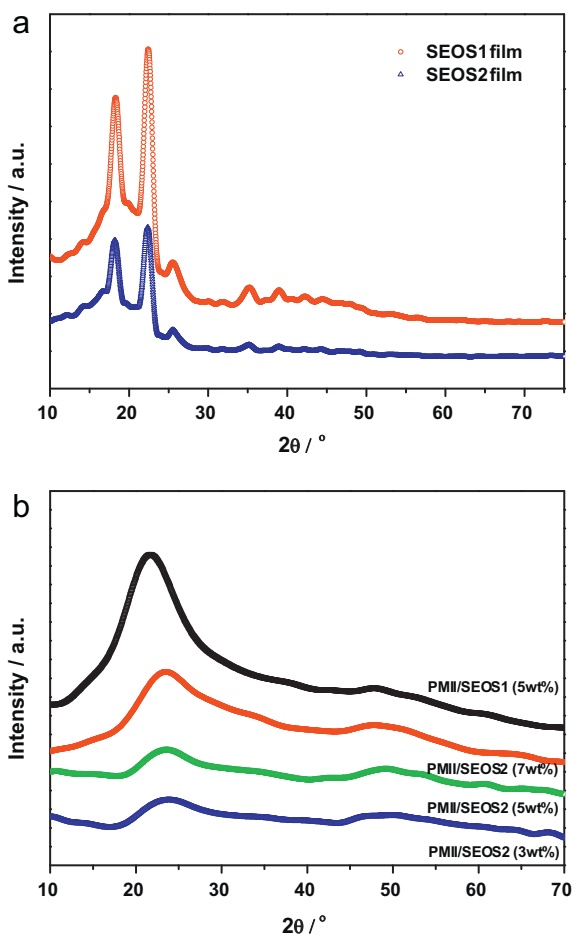 a
SEOS1 film
SEOS2 film
Intensity / a.u.
10 20 30 40 50 60 70
2θ / °
b
PMII/SEOS1 (5wt%)
PMII/SEOS2 (7wt%)
PMII/SEOS2 (5wt%)
PMII/SEOS2 (3wt%)
Intensity / a.u.
10 20 30 40 50 60 70
2θ / °